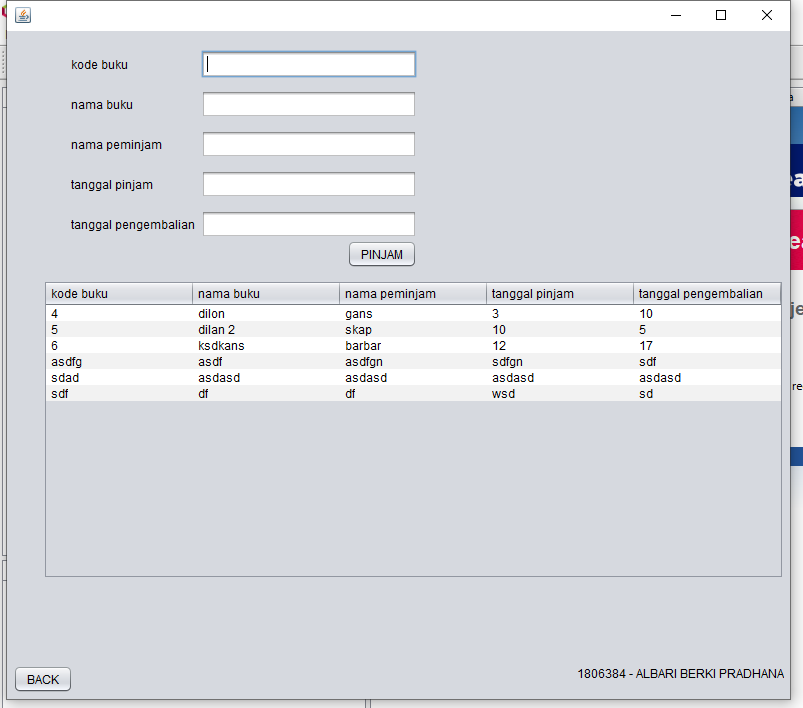 kode buku
nama buku
nama peminjam
tanggal pinjam
tanggal pengembalian
PINJAM
kode buku nama buku nama peminjam tanggal pinjam tanggal pengembalian
4 dilon gans 3 10
5 dilan 2 skap 10 5
6 ksdkans barbar 12 17
asdfg asdf asdfgn sdfgn sdf
sdad asdasd asdasd asdasd asdasd
sdf df df wsd sd
BACK
1806384 - ALBARI BERKI PRADHANA